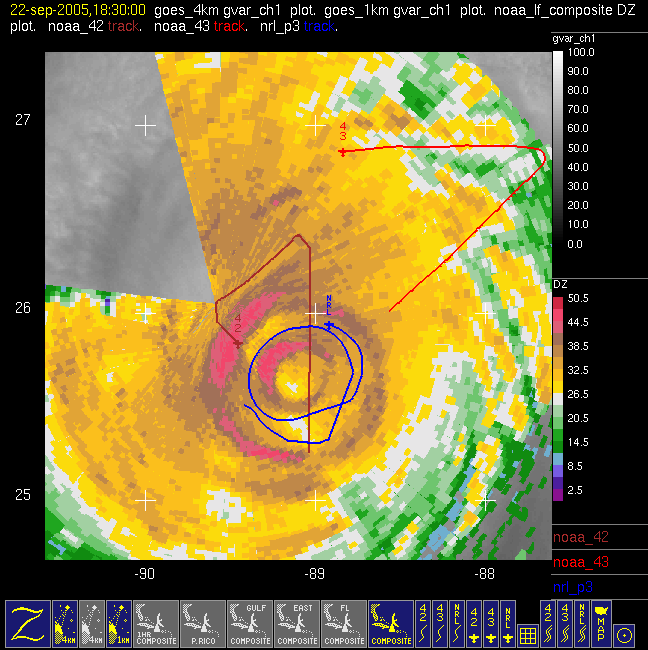 22-sep-2005,18:30:00 goes_4km gvar_ch1 plot. goes_1km gvar_ch1 plot. noaa_lf_composite DZ
plot. noaa_42 track. noaa_43 track. nrl_p3 track.
gvar_ch1
100.0
90.0
80.0
70.0
60.0
50.0
40.0
30.0
20.0
10.0
0.0
DZ
50.5
44.5
38.5
32.5
26.5
20.5
14.5
8.5
2.5
noaa_42
noaa_43
nrl_p3
27
26
25
-90
-89
-88
43
42
NRL
Z
4KM
4KM
1KM
1HR COMPOSITE
P.RICO
GULF COMPOSITE
EAST COMPOSITE
FL COMPOSITE
COMPOSITE
42
43
NRL
42
43
NRL
42
43
NRL
MAP